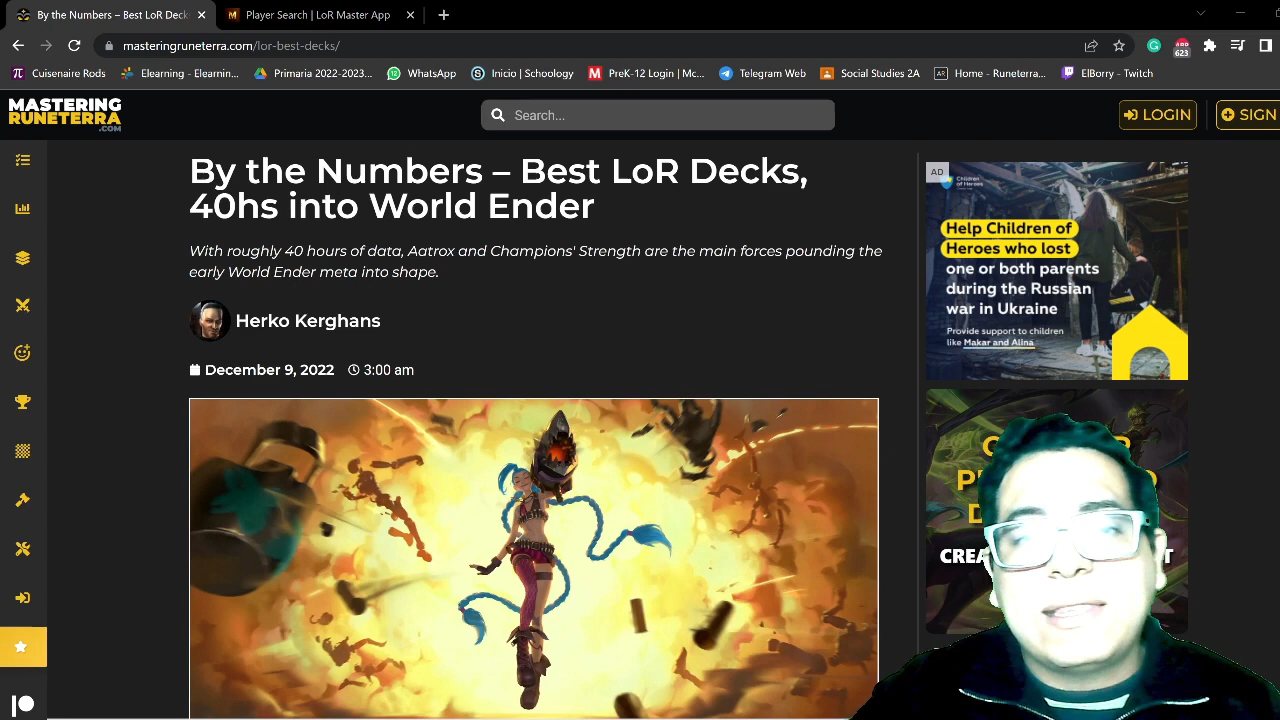 By the Numbers – Best LoR Deck
Player Search | LoR Master App
masteringruneterra.com/lor-best-decks/
623
Cuisenaire Rods
Elearning - Elearnin...
Primaria 2022-2023...
WhatsApp
Inicio | Schoology
PreK-12 Login | Mc...
Telegram Web
Social Studies 2A
Home - Runeterra...
ElBorry - Twitch
MASTERING
RUNETERRA
.COM
Search...
LOGIN
SIGN
By the Numbers – Best LoR Decks,
40hs into World Ender
With roughly 40 hours of data, Aatrox and Champions' Strength are the main forces pounding the
early World Ender meta into shape.
Herko Kerghans
December 9, 2022
3:00 am
AD
Children
of Heroes
Help Children of
Heroes who lost
one or both parents
during the Russian
war in Ukraine
Provide support to children
like Makar and Alina